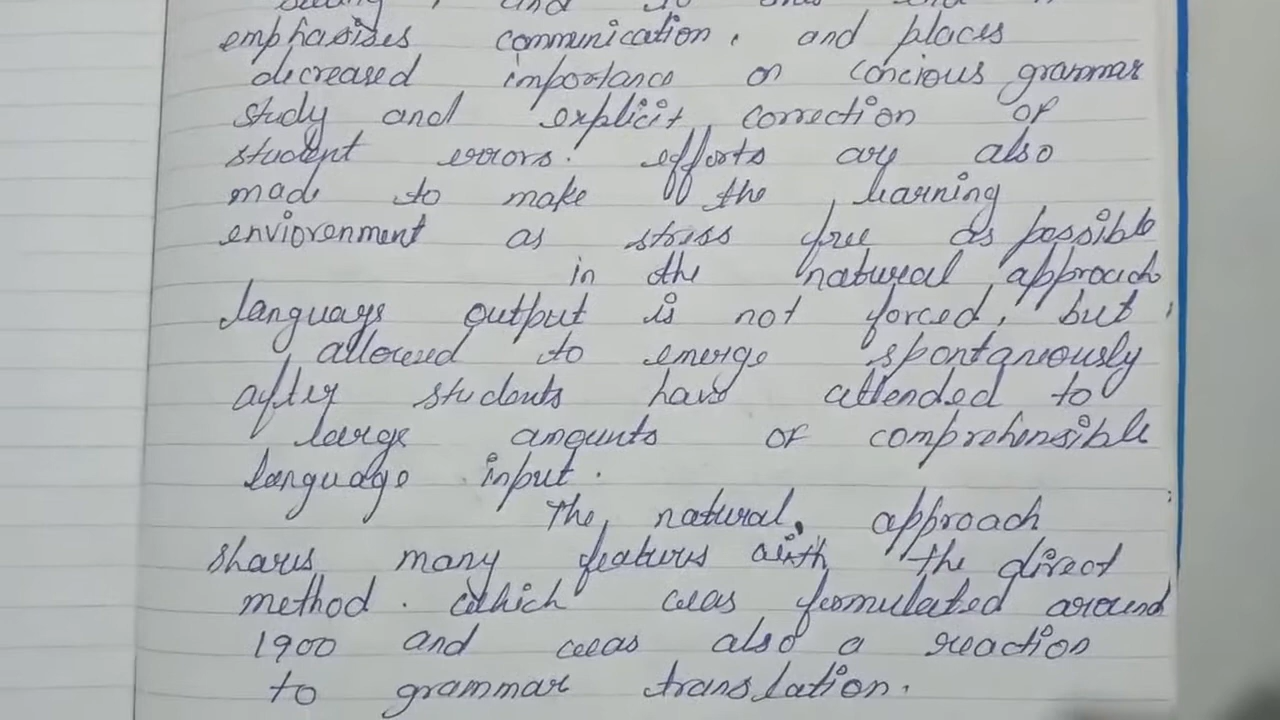 emphasises communication, and places
decreased importance on concious grammar
study and explicit correction of
student errors. efforts are also
made to make the learning
enviorenment as stress free as possible
in the natural approach
language output is not forced, but
allowed to emerge spontaneously
after students have attended to
large amounts of comprehensible
language input.
The natural, approach
shares many features with the direct
method. which was formulated around
1900 and was also a reaction
to grammar translation.